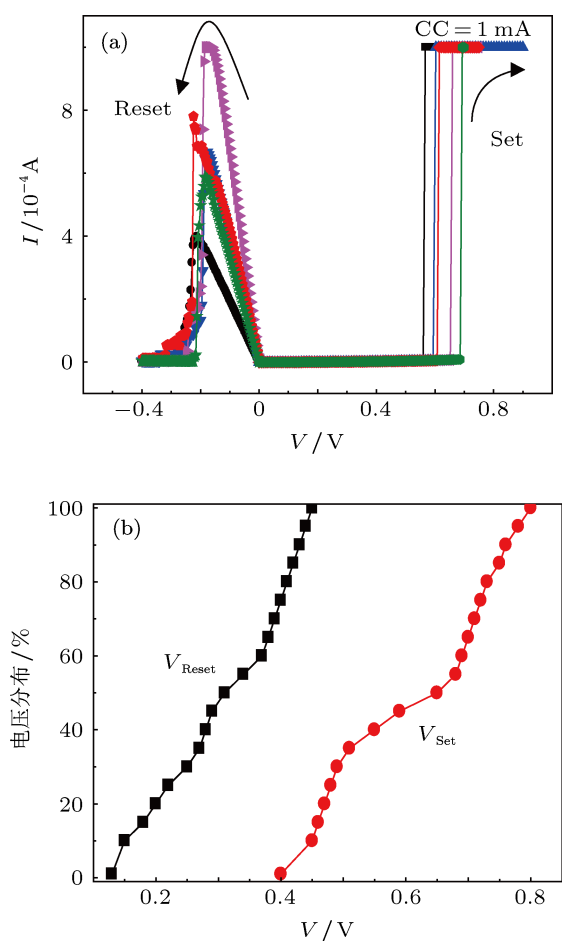 (a)
CC = 1 mA
Reset
Set
I / 10⁻⁴ A
8
4
0
−0.4 0 0.4 0.8
V / V
(b)
V_Reset
V_Set
电压分布/%
100
80
60
40
20
0
0.2 0.4 0.6 0.8
V / V